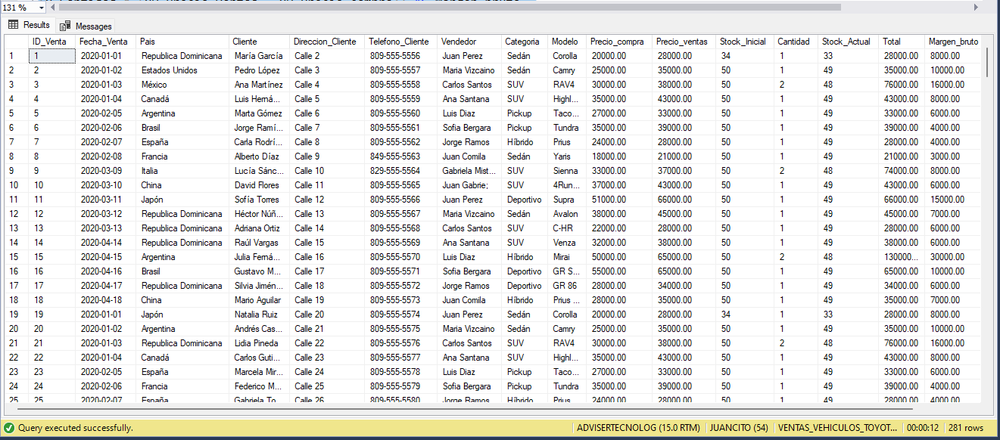 131 %
Results Messages
ID_Venta Fecha_Venta Pais Cliente Direccion_Cliente Telefono_Cliente Vendedor Categoria Modelo Precio_compra Precio_ventas Stock_Inicial Cantidad Stock_Actual Total Margen_bruto
1 1 2020-01-01 Republica Dominicana María García Calle 2 809-555-5556 Juan Perez Sedán Corolla 20000.00 28000.00 34 1 33 28000.00 8000.00
2 2 2020-01-02 Estados Unidos Pedro López Calle 3 809-555-5557 Maria Vizcaino Sedán Camry 25000.00 35000.00 50 1 49 35000.00 10000.00
3 3 2020-01-03 México Ana Martínez Calle 4 809-555-5558 Carlos Santos SUV RAV4 30000.00 38000.00 50 2 48 76000.00 16000.00
4 4 2020-01-04 Canadá Luis Herná... Calle 5 809-555-5559 Ana Santana SUV Highl... 35000.00 43000.00 50 1 49 43000.00 8000.00
5 5 2020-02-05 Argentina Marta Gómez Calle 6 809-555-5560 Luis Diaz Pickup Taco... 27000.00 33000.00 50 1 49 33000.00 6000.00
6 6 2020-02-06 Brasil Jorge Ramí... Calle 7 809-555-5561 Sofia Bergara Pickup Tundra 35000.00 39000.00 50 1 49 39000.00 4000.00
7 7 2020-02-07 España Carla Rodrí... Calle 8 809-555-5562 Jorge Ramos Híbrido Prius 24000.00 28000.00 50 1 49 28000.00 4000.00
8 8 2020-02-08 Francia Alberto Díaz Calle 9 849-555-5563 Juan Comila Sedán Yaris 18000.00 21000.00 50 1 49 21000.00 3000.00
9 9 2020-03-09 Italia Lucía Sánc... Calle 10 829-555-5564 Gabriela Mist... SUV Sienna 33000.00 37000.00 50 2 48 74000.00 8000.00
10 10 2020-03-10 China David Flores Calle 11 809-555-5565 Juan Gabrie; SUV 4Run... 37000.00 43000.00 50 1 49 43000.00 6000.00
11 11 2020-03-11 Japón Sofía Torres Calle 12 809-555-5566 Juan Perez Deportivo Supra 51000.00 66000.00 50 1 49 66000.00 15000.00
12 12 2020-03-12 Republica Dominicana Héctor Núñ... Calle 13 809-555-5567 Maria Vizcaino Sedán Avalon 38000.00 45000.00 50 1 49 45000.00 7000.00
13 13 2020-03-13 Republica Dominicana Adriana Ortiz Calle 14 809-555-5568 Carlos Santos SUV C-HR 22000.00 28000.00 50 1 49 28000.00 6000.00
14 14 2020-04-14 Republica Dominicana Raúl Vargas Calle 15 809-555-5569 Ana Santana SUV Venza 32000.00 38000.00 50 1 49 38000.00 6000.00
15 15 2020-04-15 Argentina Julia Ferná... Calle 16 809-555-5570 Luis Diaz Híbrido Mirai 50000.00 65000.00 50 2 48 130000... 30000.00
16 16 2020-04-16 Brasil Gustavo M... Calle 17 809-555-5571 Sofia Bergara Deportivo GR S... 55000.00 65000.00 50 1 49 65000.00 10000.00
17 17 2020-04-17 Republica Dominicana Silvia Jimén... Calle 18 809-555-5572 Jorge Ramos Deportivo GR 86 28000.00 34000.00 50 1 49 34000.00 6000.00
18 18 2020-04-18 China Mario Aguilar Calle 19 809-555-5573 Juan Comila Híbrido Prius ... 28000.00 35000.00 50 1 49 35000.00 7000.00
19 19 2020-01-01 Japón Natalia Ruiz Calle 20 809-555-5574 Juan Perez Sedán Corolla 20000.00 28000.00 34 1 33 28000.00 8000.00
20 20 2020-01-02 Argentina Andrés Cas... Calle 21 809-555-5575 Maria Vizcaino Sedán Camry 25000.00 35000.00 50 1 49 35000.00 10000.00
21 21 2020-01-03 Republica Dominicana Lidia Pineda Calle 22 809-555-5576 Carlos Santos SUV RAV4 30000.00 38000.00 50 2 48 76000.00 16000.00
22 22 2020-01-04 Canadá Carlos Guti... Calle 23 809-555-5577 Ana Santana SUV Highl... 35000.00 43000.00 50 1 49 43000.00 8000.00
23 23 2020-02-05 España Marcela Mir... Calle 24 809-555-5578 Luis Diaz Pickup Taco... 27000.00 33000.00 50 1 49 33000.00 6000.00
24 24 2020-02-06 Francia Federico M... Calle 25 809-555-5579 Sofia Bergara Pickup Tundra 35000.00 39000.00 50 1 49 39000.00 4000.00
25 25 2020-02-07 España Gabriela To... Calle 26 809-555-5580 Jorge Ramos Híbrido Prius 24000.00 28000.00 50 1 49 28000.00 4000.00
Query executed successfully. ADVISERTECNOLOG (15.0 RTM) JUANCITO (54) VENTAS_VEHICULOS_TOYOT... 00:00:12 281 rows